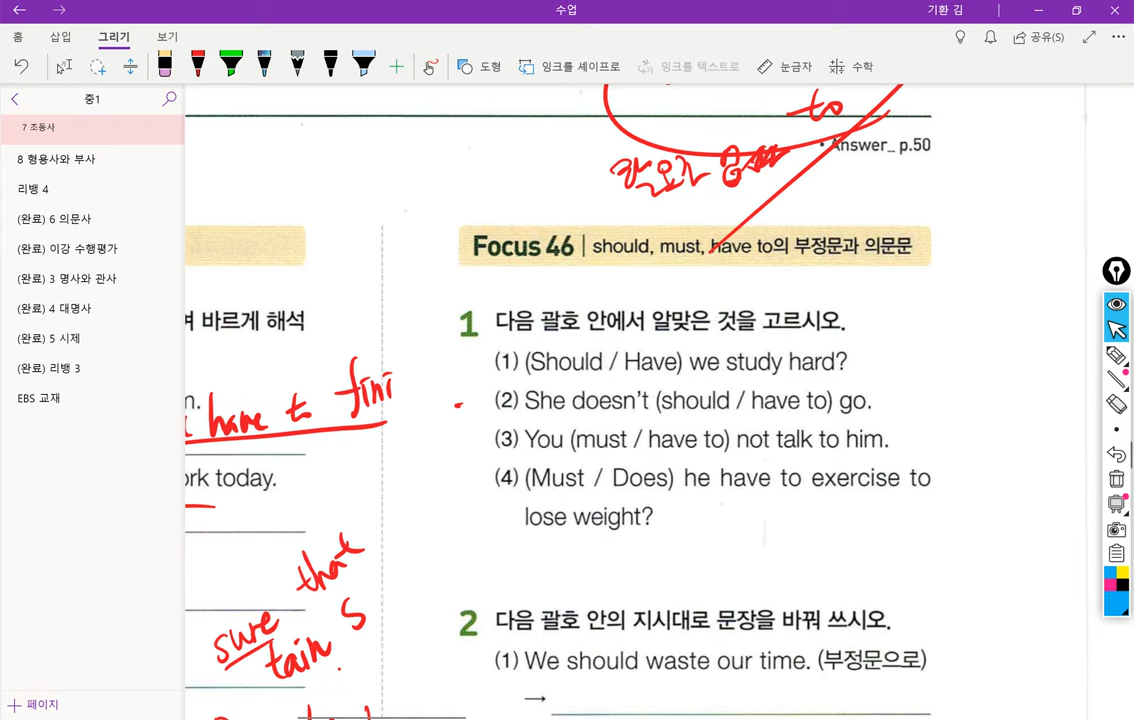 수업
기환 김
홈 삽입 그리기 보기
공유(S)
도형 잉크를 셰이프로 잉크를 텍스트로 눈금자 수학
중1
7 조동사
8 형용사와 부사
리뱅 4
(완료) 6 의문사
(완료) 이강 수행평가
(완료) 3 명사와 관사
(완료) 4 대명사
(완료) 5 시제
(완료) 리뱅 3
EBS 교재
페이지
to
• Answer_ p.50
Focus 46 | should, must, have to의 부정문과 의문문
며 바르게 해석
1 다음 괄호 안에서 알맞은 것을 고르시오.
(1) (Should / Have) we study hard?
(2) She doesn't (should / have to) go.
(3) You (must / have to) not talk to him.
(4) (Must / Does) he have to exercise to
lose weight?
n.
have to fini
ork today.
that
sure s
tain
2 다음 괄호 안의 지시대로 문장을 바꿔 쓰시오.
(1) We should waste our time. (부정문으로)
→